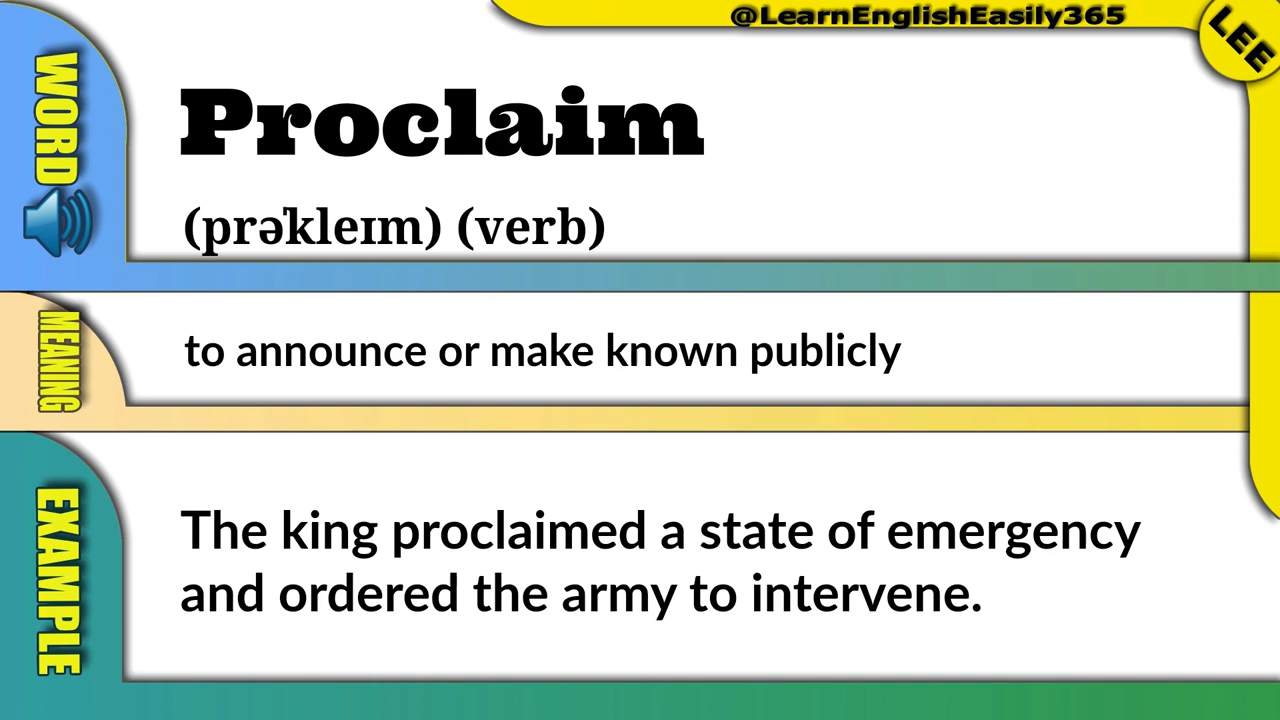 @LearnEnglishEasily365
LEE
WORD
Proclaim
(prəˈkleɪm) (verb)
MEANING
to announce or make known publicly
EXAMPLE
The king proclaimed a state of emergency
and ordered the army to intervene.